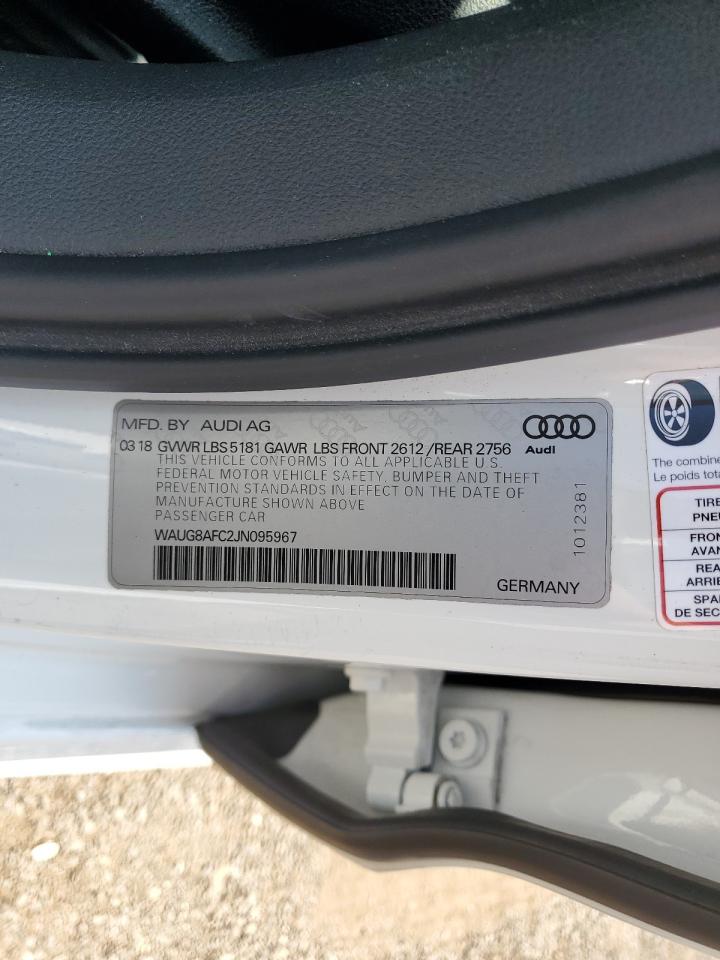 MFD. BY AUDI AG
Audi
03 18 GVWR LBS 5181 GAWR LBS FRONT 2612 / REAR 2756
THIS VEHICLE CONFORMS TO ALL APPLICABLE U.S.
FEDERAL MOTOR VEHICLE SAFETY, BUMPER AND THEFT
PREVENTION STANDARDS IN EFFECT ON THE DATE OF
MANUFACTURE SHOWN ABOVE
PASSENGER CAR
WAUG8AFC2JN095967
GERMANY
1012381
The combine
Le poids tota
TIRE
PNEU
FRON
AVAN
REA
ARRIE
SPA
DE SEC